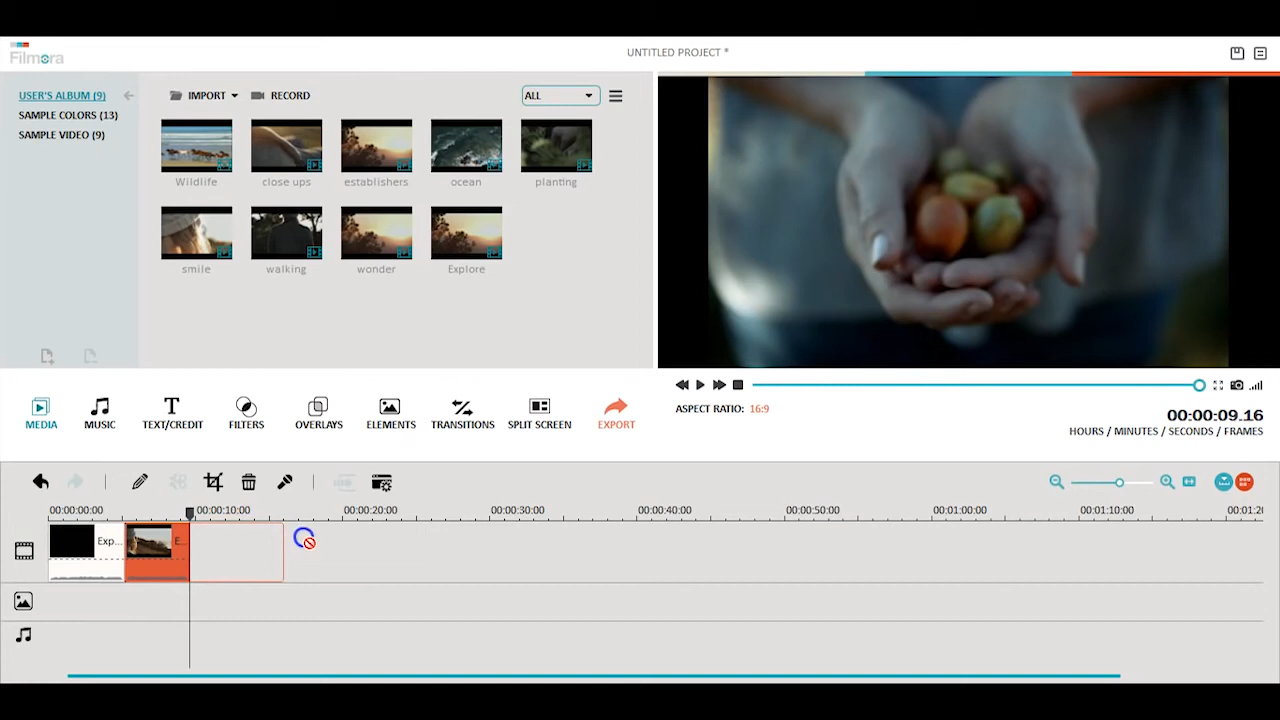 Filmora
UNTITLED PROJECT *
USER'S ALBUM (9)
SAMPLE COLORS (13)
SAMPLE VIDEO (9)
IMPORT
RECORD
ALL
Wildlife
close ups
establishers
ocean
planting
smile
walking
wonder
Explore
ASPECT RATIO: 16:9
00:00:09.16
HOURS / MINUTES / SECONDS / FRAMES
MEDIA
MUSIC
TEXT/CREDIT
FILTERS
OVERLAYS
ELEMENTS
TRANSITIONS
SPLIT SCREEN
EXPORT
00:00:00:00
00:00:10:00
00:00:20:00
00:00:30:00
00:00:40:00
00:00:50:00
00:01:00:00
00:01:10:00
00:01:20
Exp...
E...